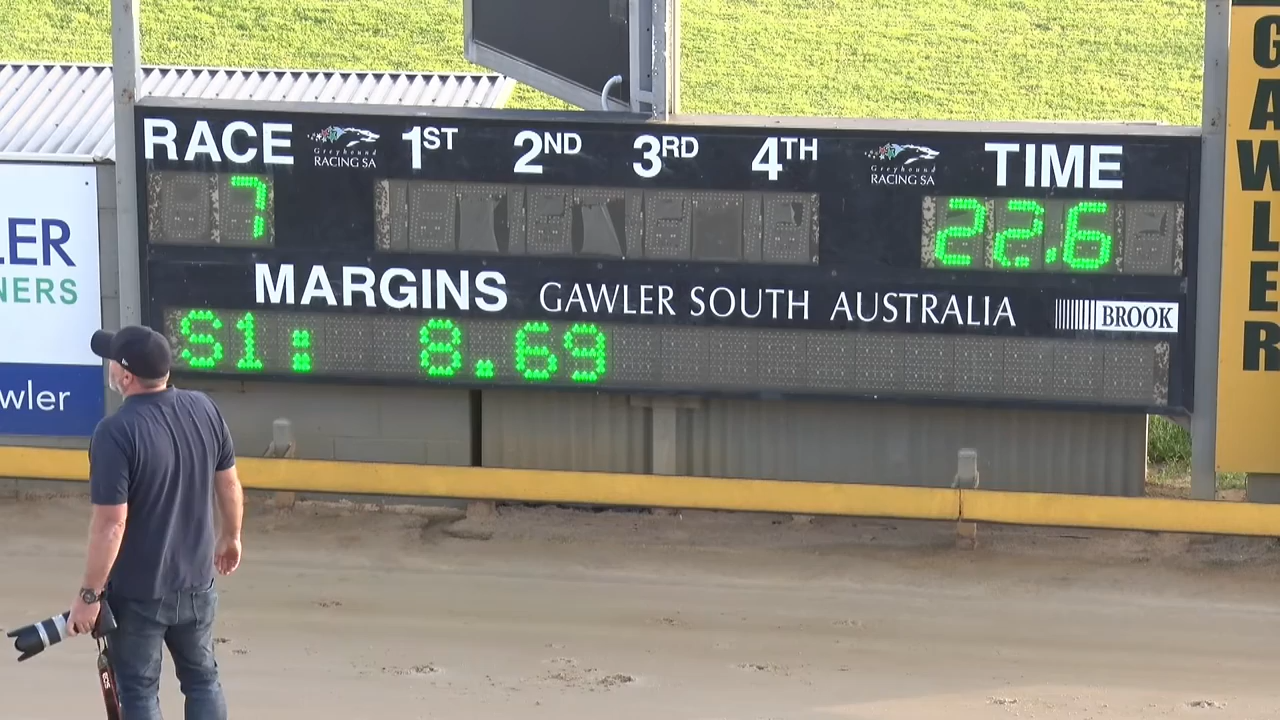 RACE
Greyhound
RACING SA
1ST 2ND 3RD 4TH
Greyhound
RACING SA
TIME
7
22.6
MARGINS
GAWLER SOUTH AUSTRALIA
BROOK
S1: 8.69
LER
NERS
wler
GAWLER